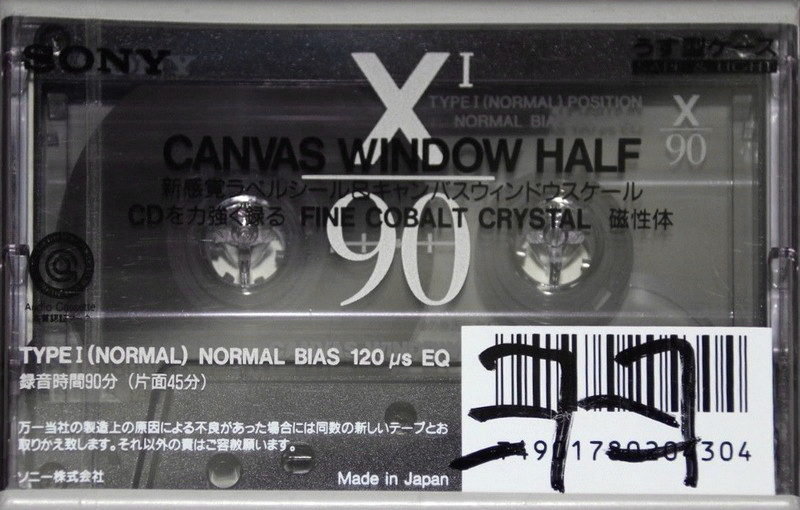 SONY
うす型ケース
X I
TYPE I (NORMAL) POSITION
NORMAL BIAS
X
90
CANVAS WINDOW HALF
新感覚ラベルシール&キャンバスウィンドウスケール
CDを力強く録る FINE COBALT CRYSTAL 磁性体
90
Audio Cassette
TYPE I (NORMAL) NORMAL BIAS 120 μs EQ
録音時間90分 (片面45分)
万一当社の製造上の原因による不良があった場合には同数の新しいテープとお
取りかえ致します。それ以外の責はご容赦願います。
ソニー株式会社
Made in Japan